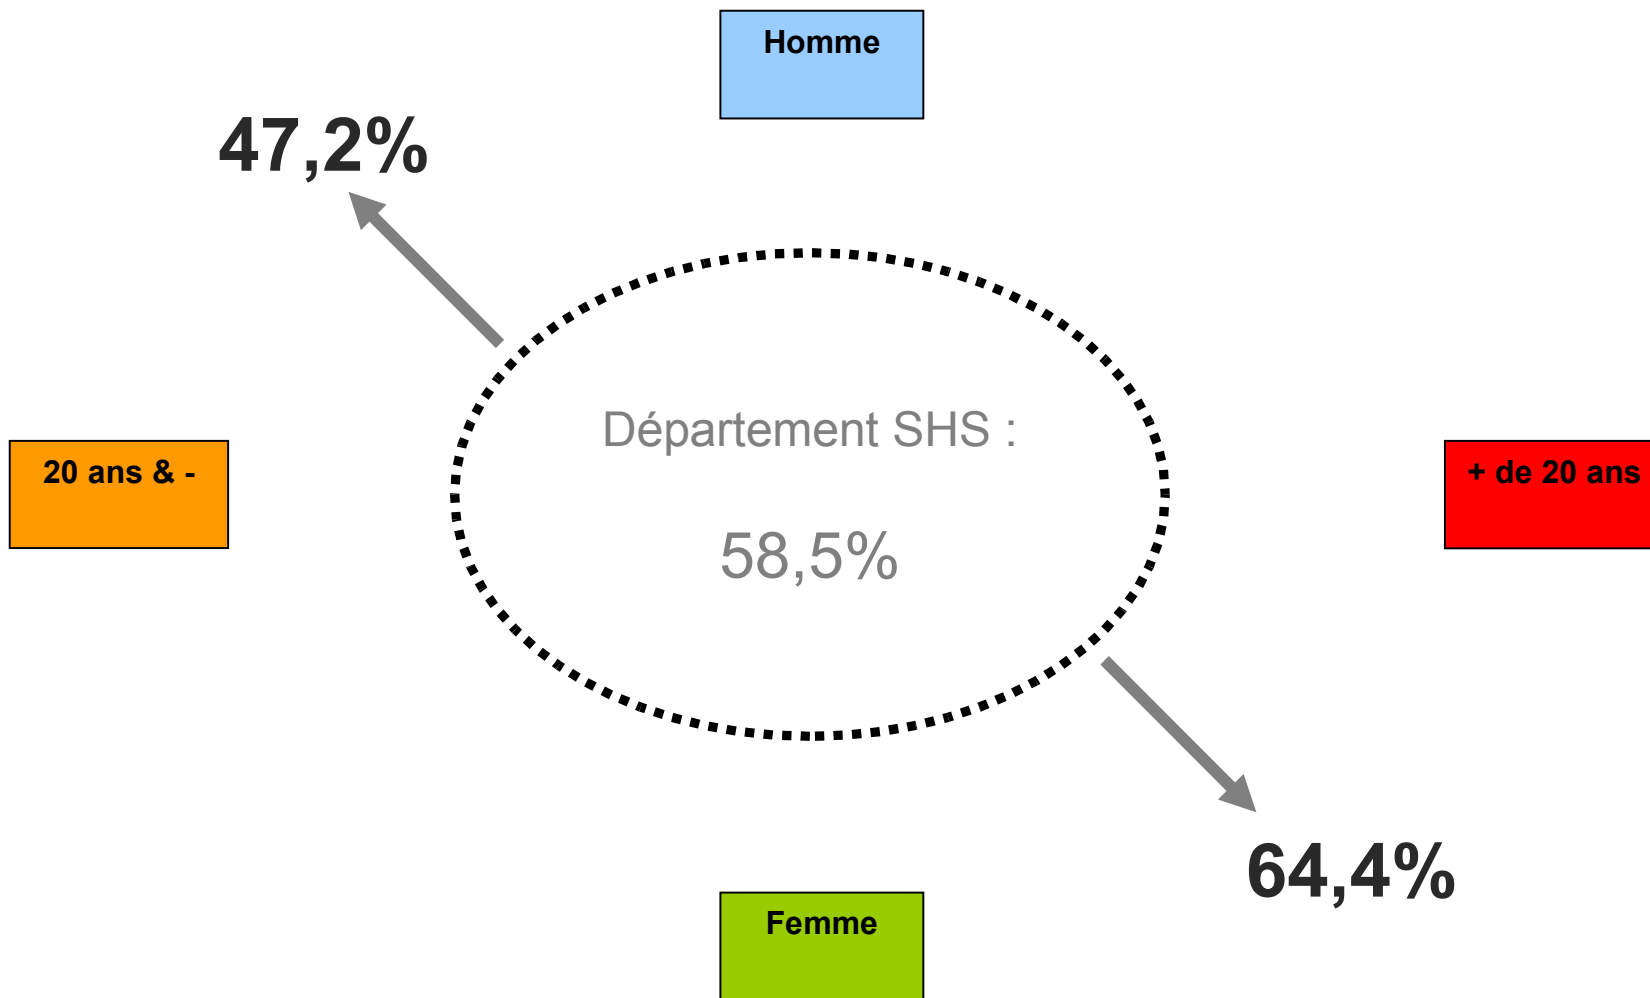 Homme
47,2%
Département SHS :
20 ans & -
+ de 20 ans
58,5%
64,4%
Femme